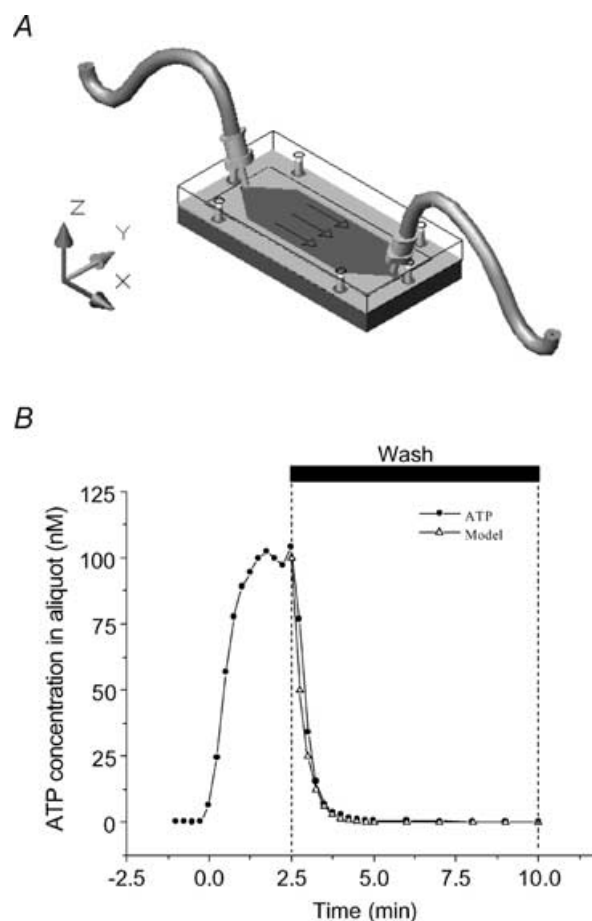 A
Z
Y
X
B
Wash
ATP
Model
ATP concentration in aliquot (nM)
125
100
75
50
25
0
-2.5
0.0
2.5
5.0
7.5
10.0
Time (min)